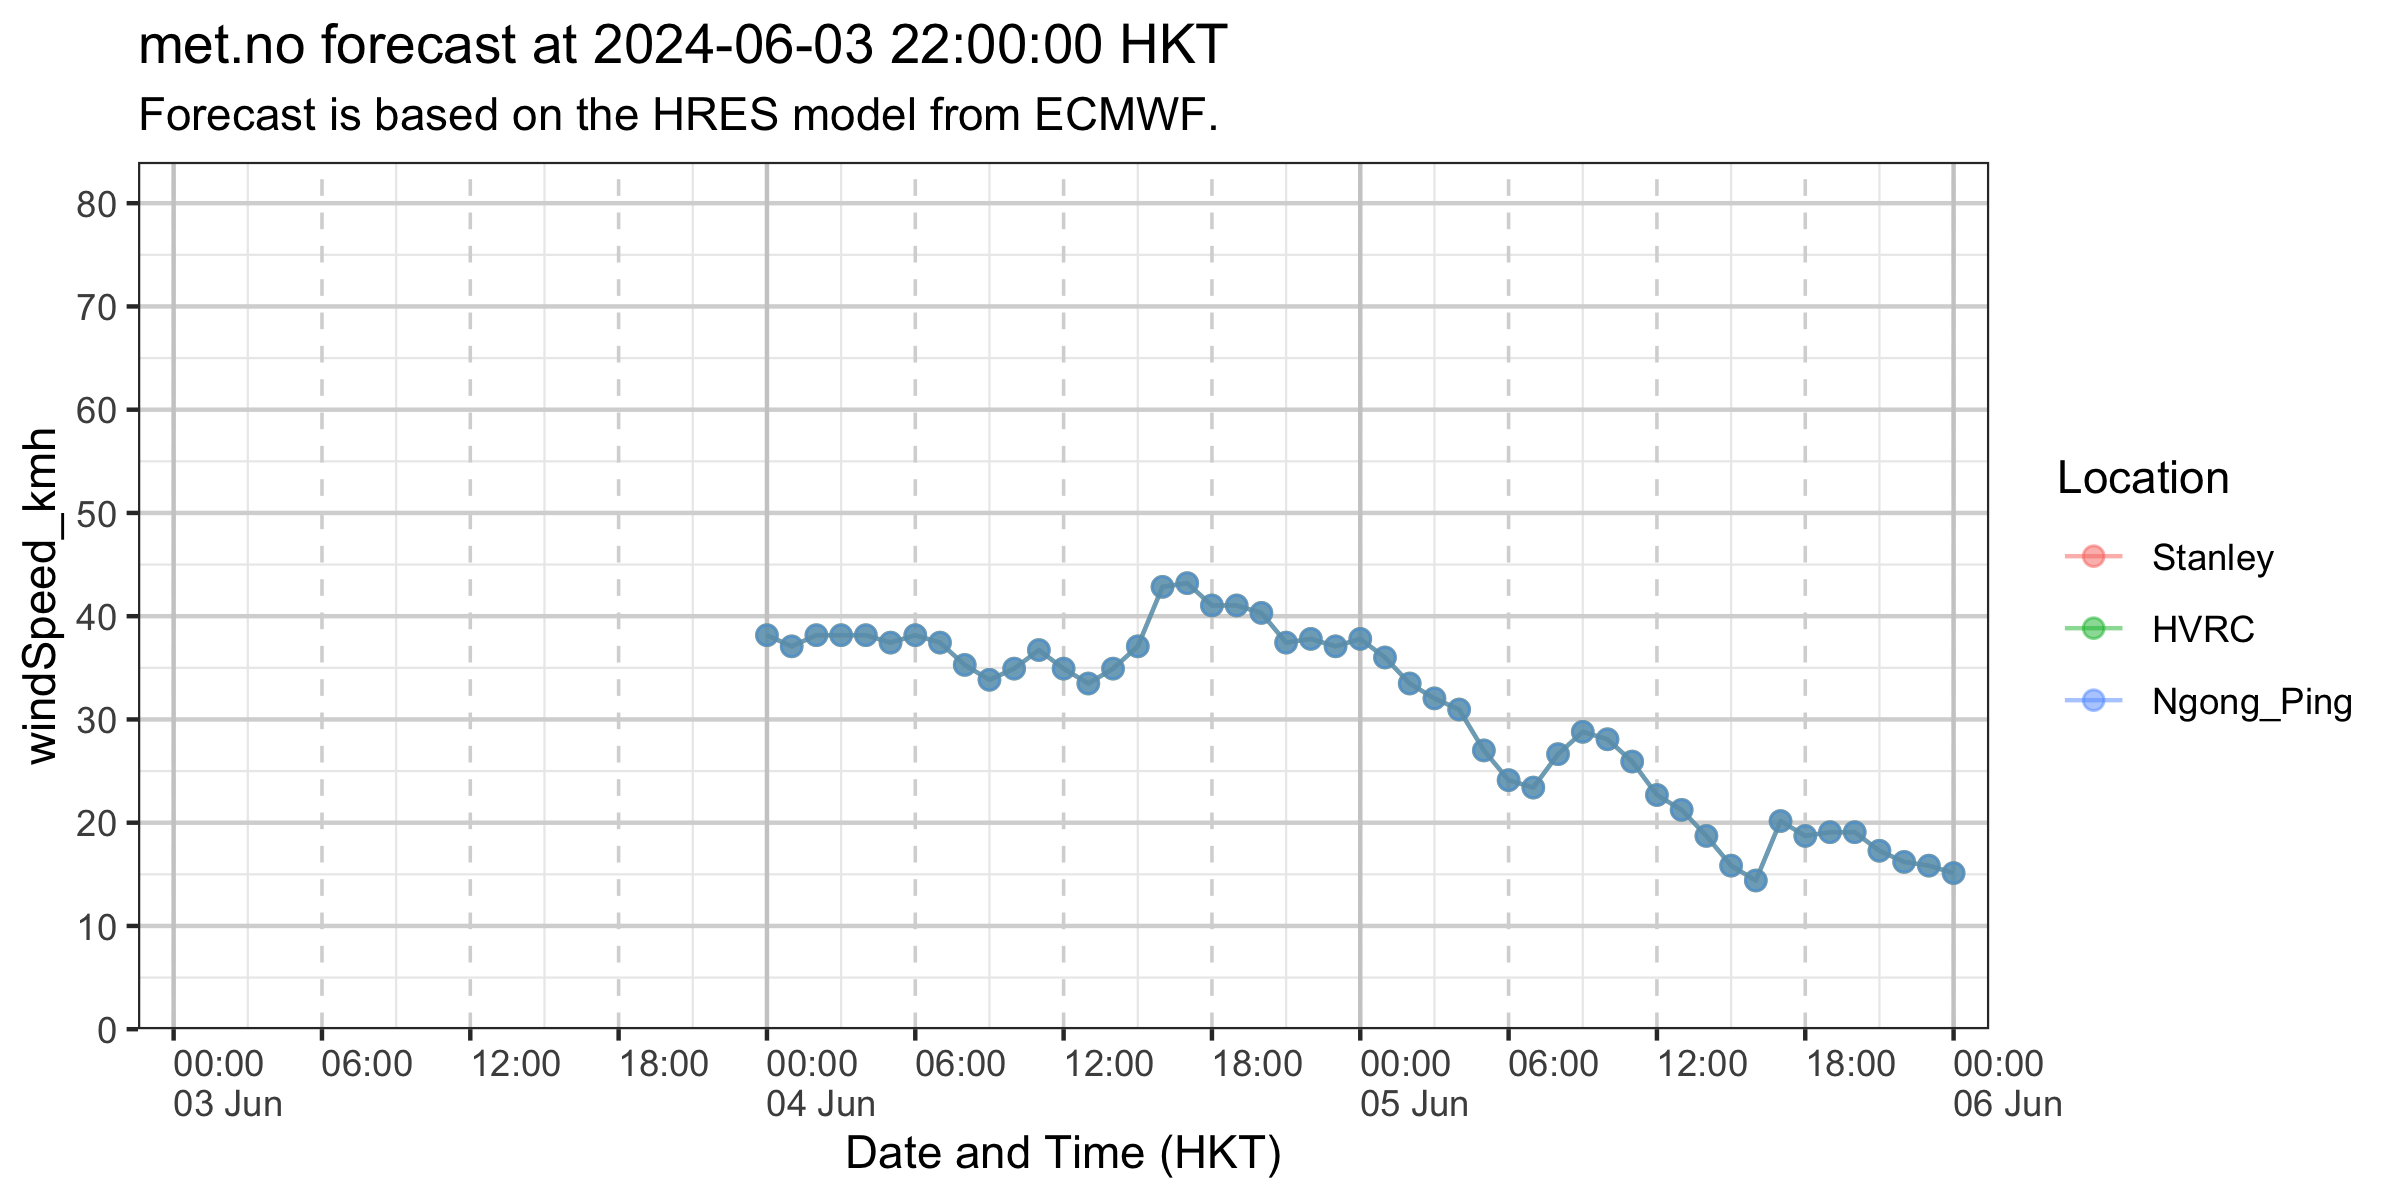 met.no forecast at 2024-06-03 22:00:00 HKT
Forecast is based on the HRES model from ECMWF.
windSpeed_kmh
80
70
60
50
40
30
20
10
0
00:00 06:00 12:00 18:00 00:00 06:00 12:00 18:00 00:00 06:00 12:00 18:00 00:00
03 Jun 04 Jun 05 Jun 06 Jun
Date and Time (HKT)
Location
Stanley
HVRC
Ngong_Ping